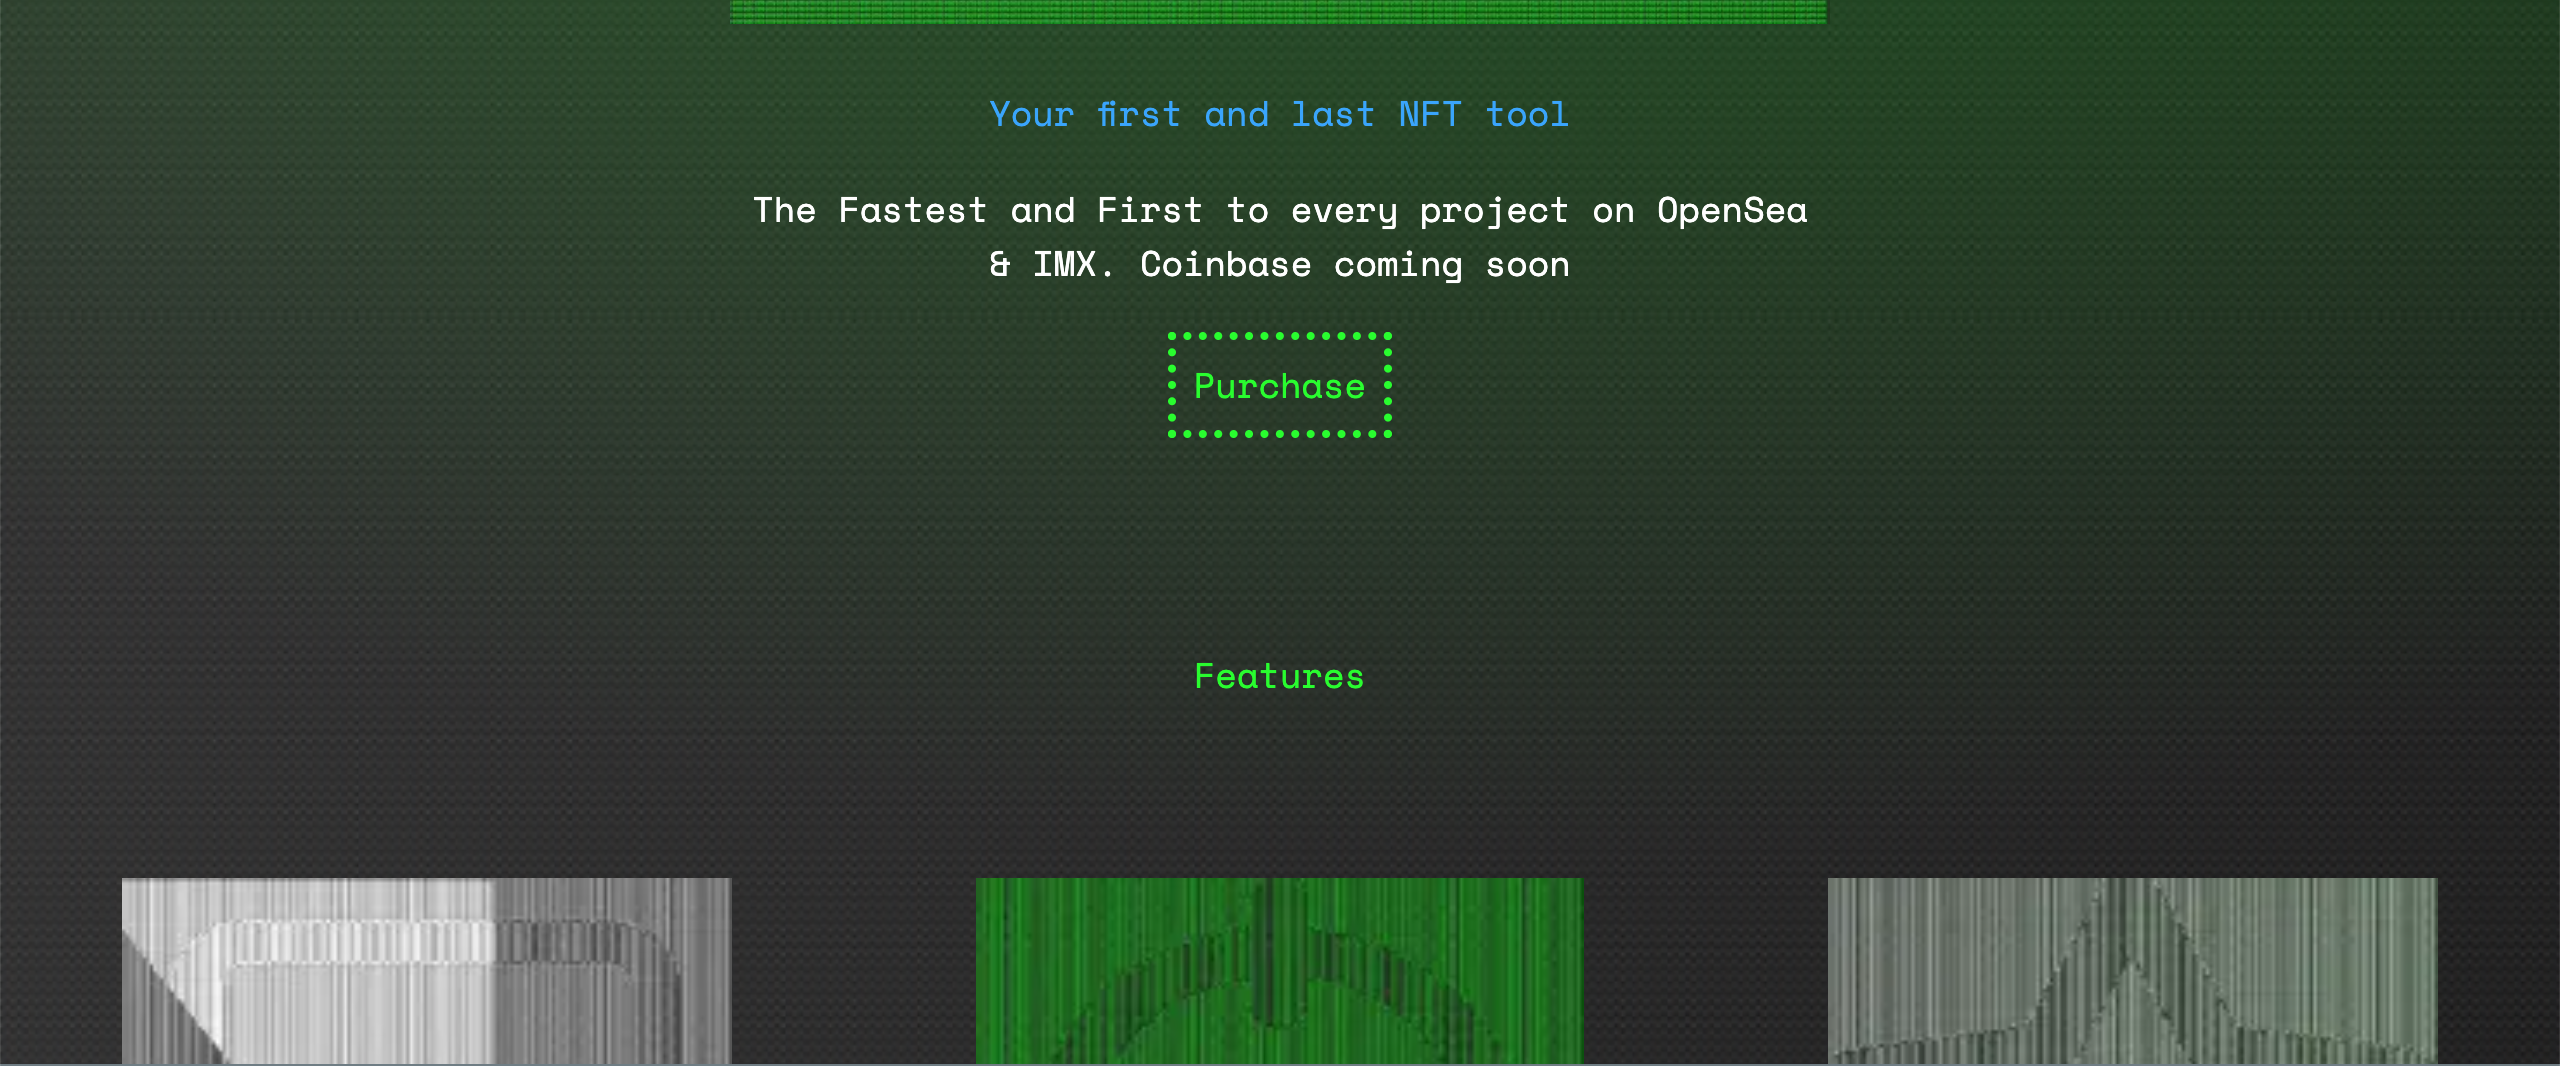 Your first and last NFT tool
The Fastest and First to every project on OpenSea
& IMX. Coinbase coming soon
Purchase
Features